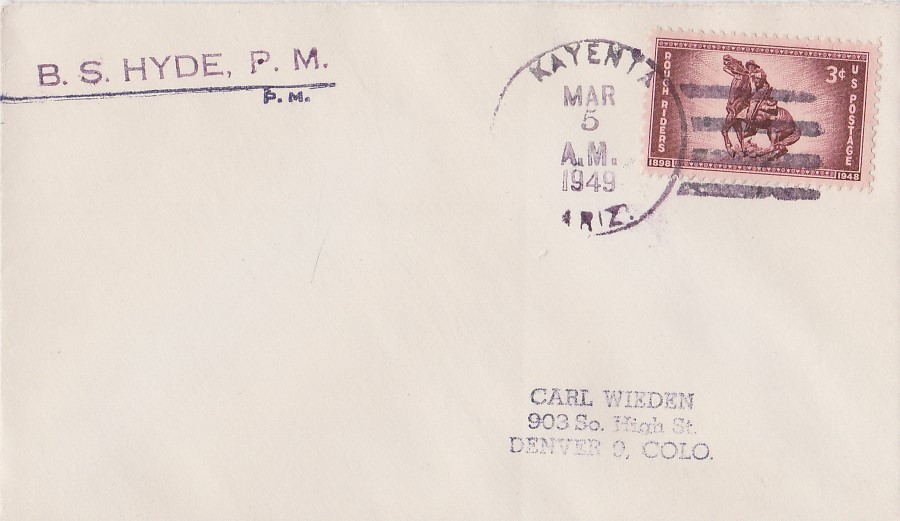 B. S. HYDE, P. M.
P. M.
KAYENTA
MAR
5
A.M.
1949
ARIZ.
ROUGH RIDERS
3¢
U S POSTAGE
1898
1948
CARL WIEDEN
903 So. High St.
DENVER 9, COLO.